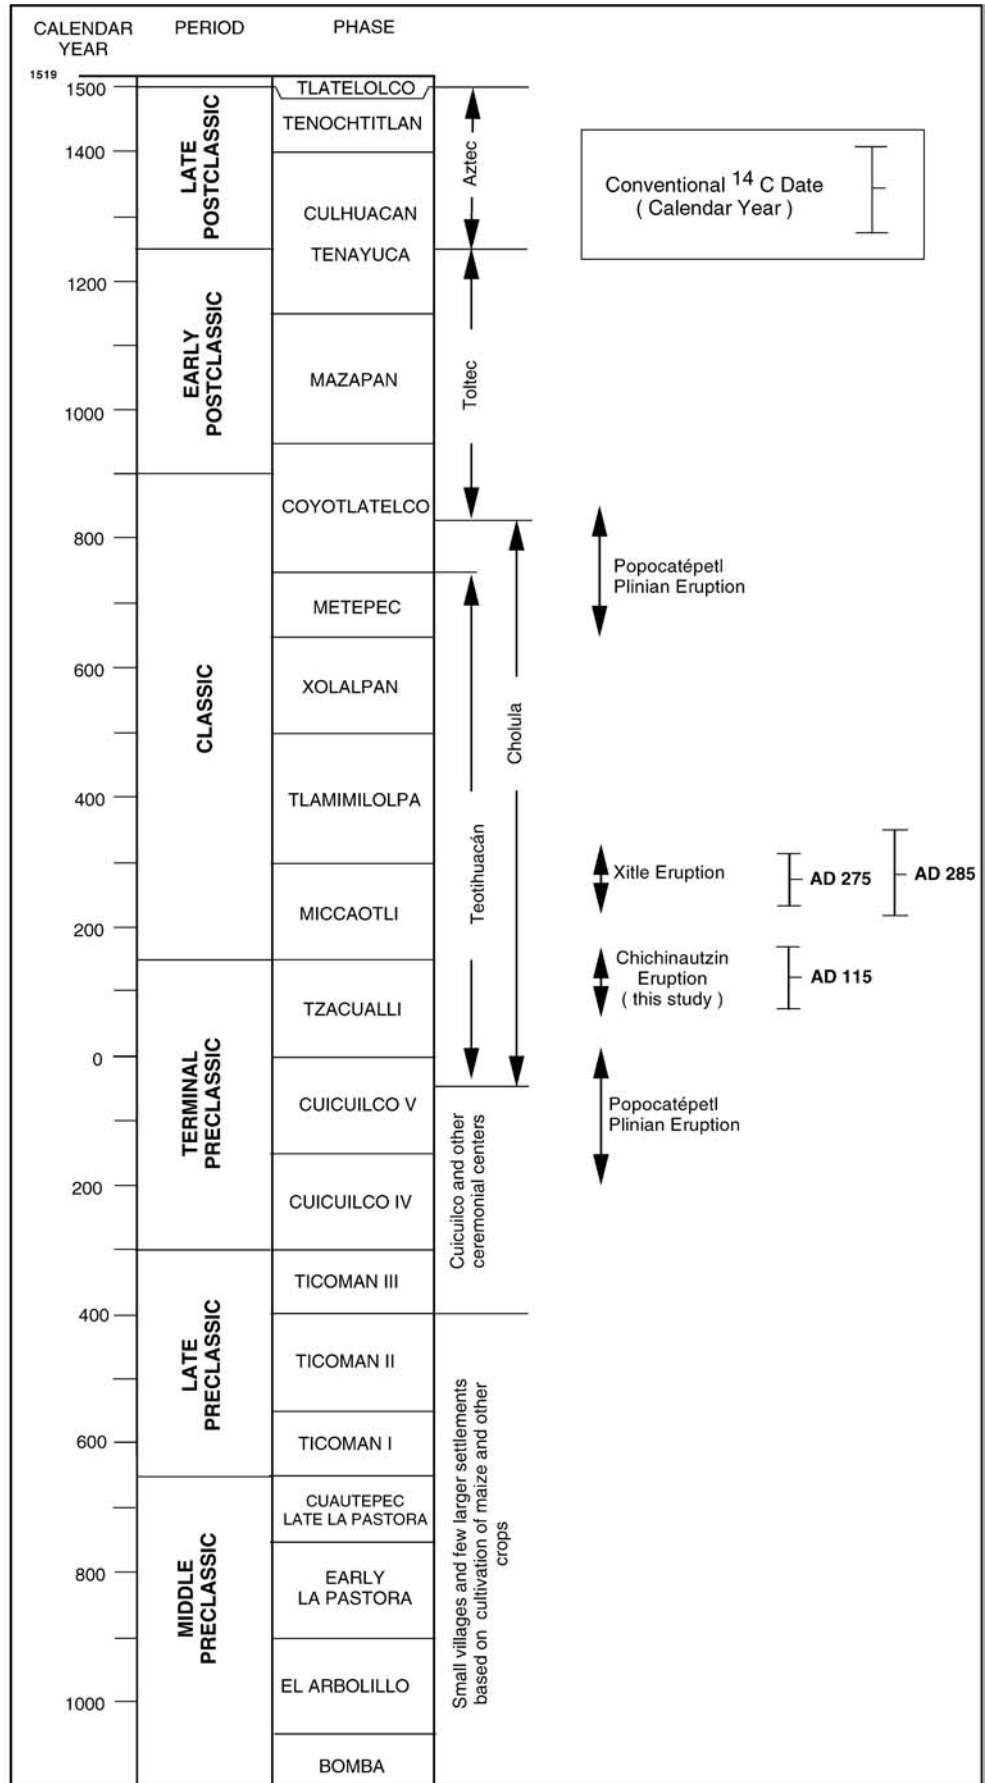 CALENDAR
YEAR
PERIOD
PHASE
1519
1500
1400
1200
1000
800
600
400
200
0
200
400
600
800
1000
LATE
POSTCLASSIC
EARLY
POSTCLASSIC
CLASSIC
TERMINAL
PRECLASSIC
LATE
PRECLASSIC
MIDDLE
PRECLASSIC
TLATELOLCO
TENOCHTITLAN
CULHUACAN
TENAYUCA
MAZAPAN
COYOTLATELCO
METEPEC
XOLALPAN
TLAMIMILOLPA
MICCAOTLI
TZACUALLI
CUICUILCO V
CUICUILCO IV
TICOMAN III
TICOMAN II
TICOMAN I
CUAUTEPEC
LATE LA PASTORA
EARLY
LA PASTORA
EL ARBOLILLO
BOMBA
Aztec
Toltec
Cholula
Teotihuacán
Cuicuilco and other
ceremonial centers
Small villages and few larger settlements
based on cultivation of maize and other
crops
Conventional 14 C Date
( Calendar Year )
Popocatépetl
Plinian Eruption
Xitle Eruption
AD 275
AD 285
Chichinautzin
Eruption
( this study )
AD 115
Popocatépetl
Plinian Eruption